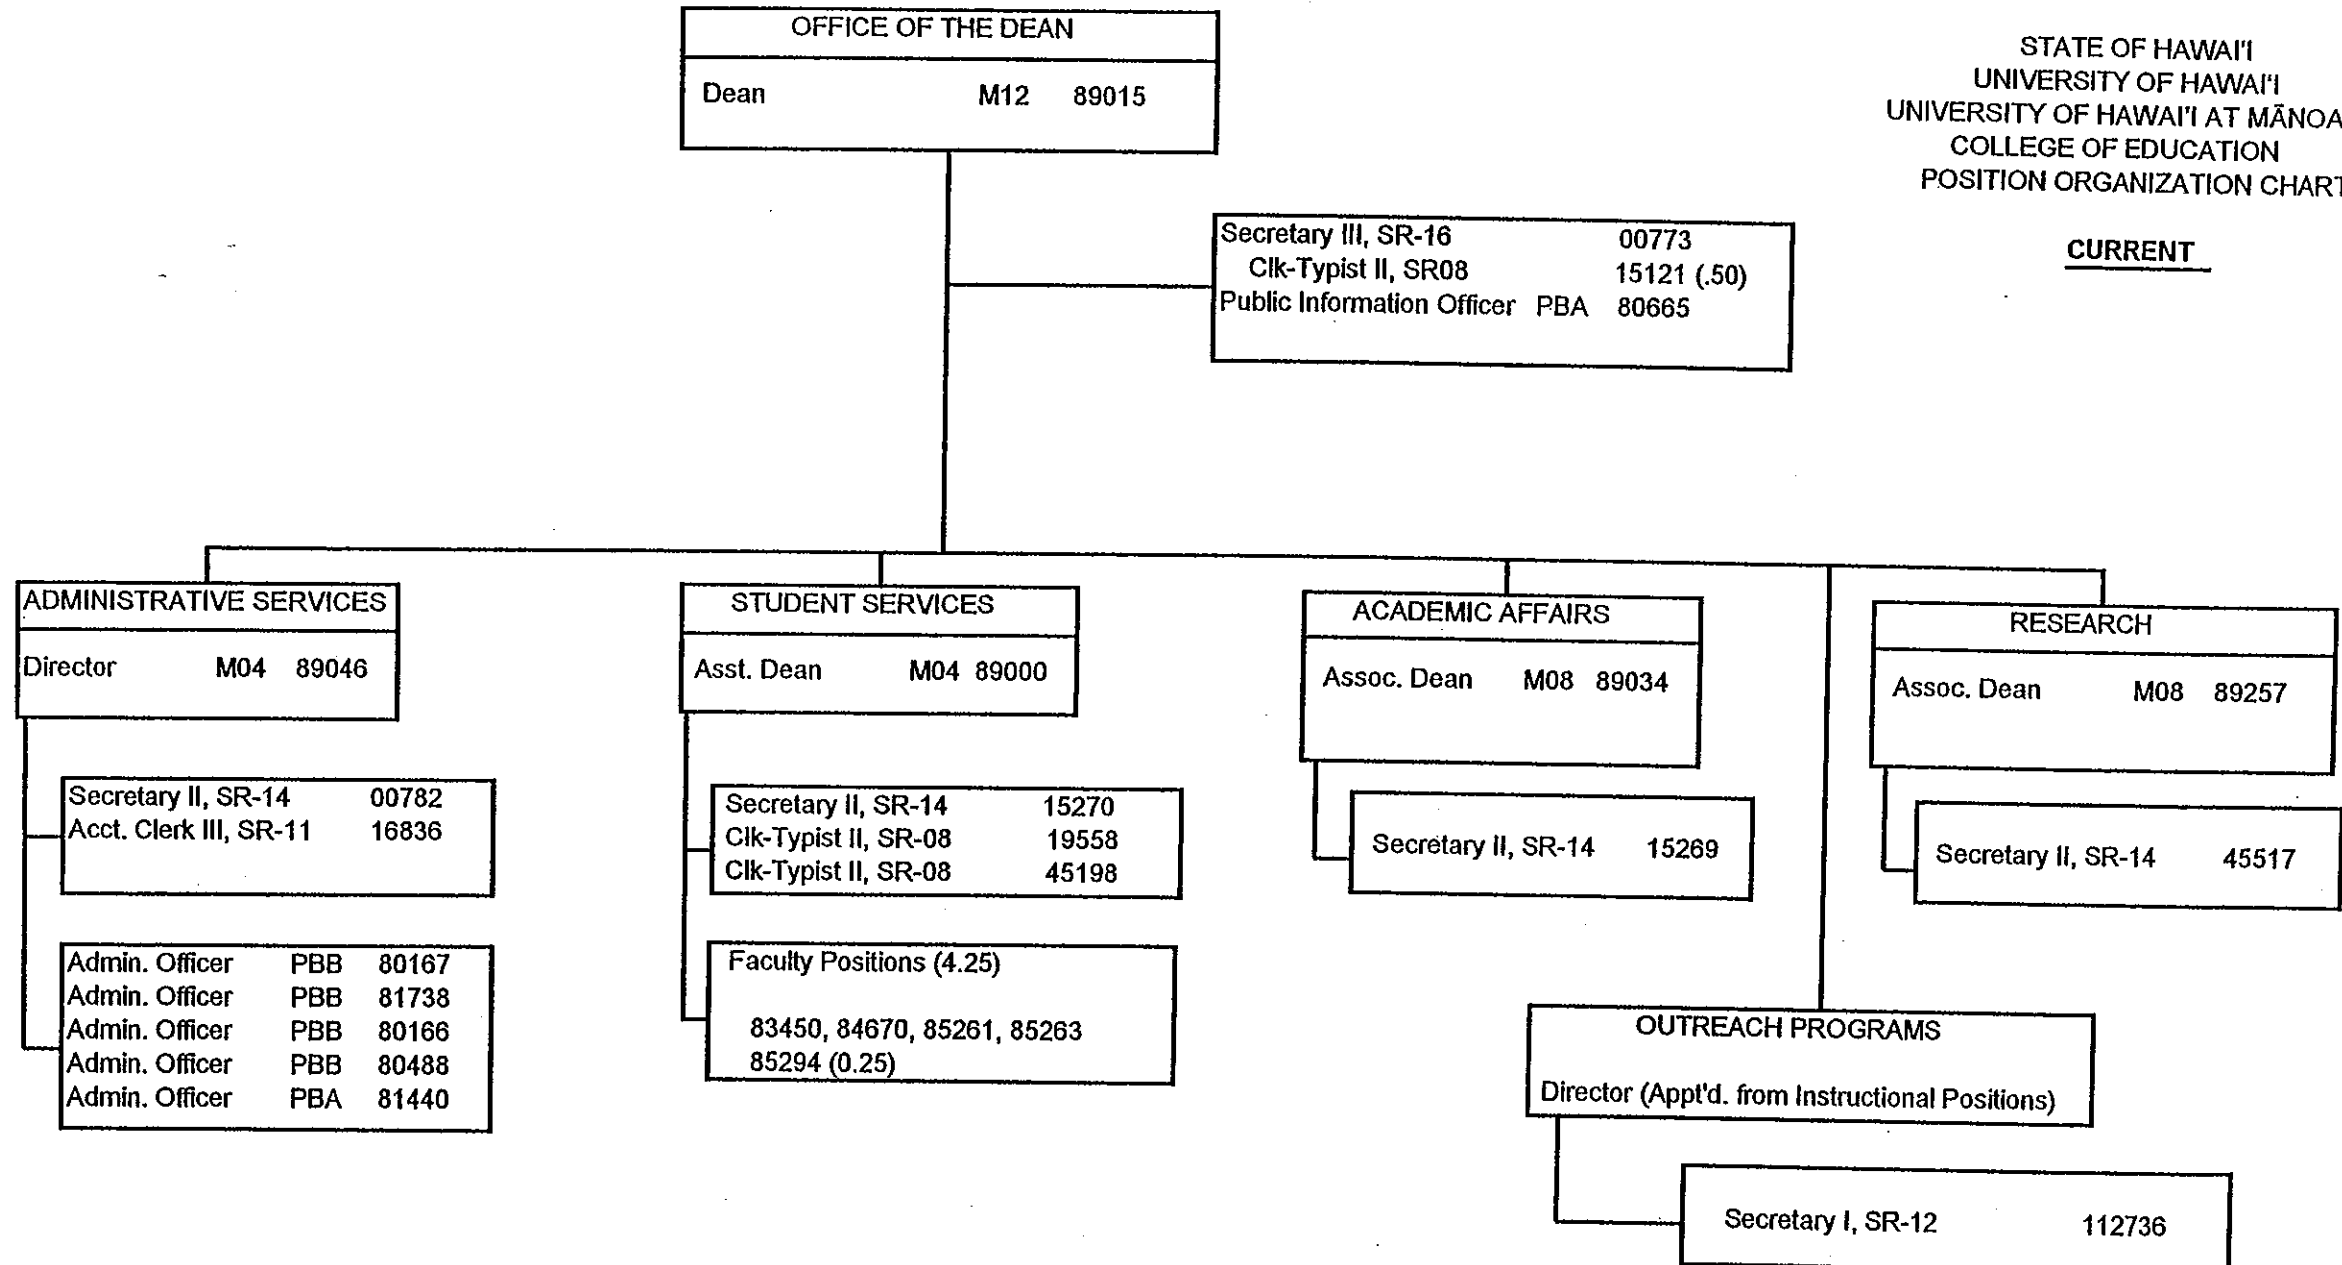 OFFICE OF THE DEAN
Dean M12 89015
STATE OF HAWAI'I
UNIVERSITY OF HAWAI'I
UNIVERSITY OF HAWAI'I AT MĀNOA
COLLEGE OF EDUCATION
POSITION ORGANIZATION CHART
CURRENT
Secretary III, SR-16 00773
Clk-Typist II, SR08 15121 (.50)
Public Information Officer PBA 80665
ADMINISTRATIVE SERVICES
Director M04 89046
Secretary II, SR-14 00782
Acct. Clerk III, SR-11 16836
Admin. Officer PBB 80167
Admin. Officer PBB 81738
Admin. Officer PBB 80166
Admin. Officer PBB 80488
Admin. Officer PBA 81440
STUDENT SERVICES
Asst. Dean M04 89000
Secretary II, SR-14 15270
Clk-Typist II, SR-08 19558
Clk-Typist II, SR-08 45198
Faculty Positions (4.25)
83450, 84670, 85261, 85263
85294 (0.25)
ACADEMIC AFFAIRS
Assoc. Dean M08 89034
Secretary II, SR-14 15269
RESEARCH
Assoc. Dean M08 89257
Secretary II, SR-14 45517
OUTREACH PROGRAMS
Director (Appt'd. from Instructional Positions)
Secretary I, SR-12 112736